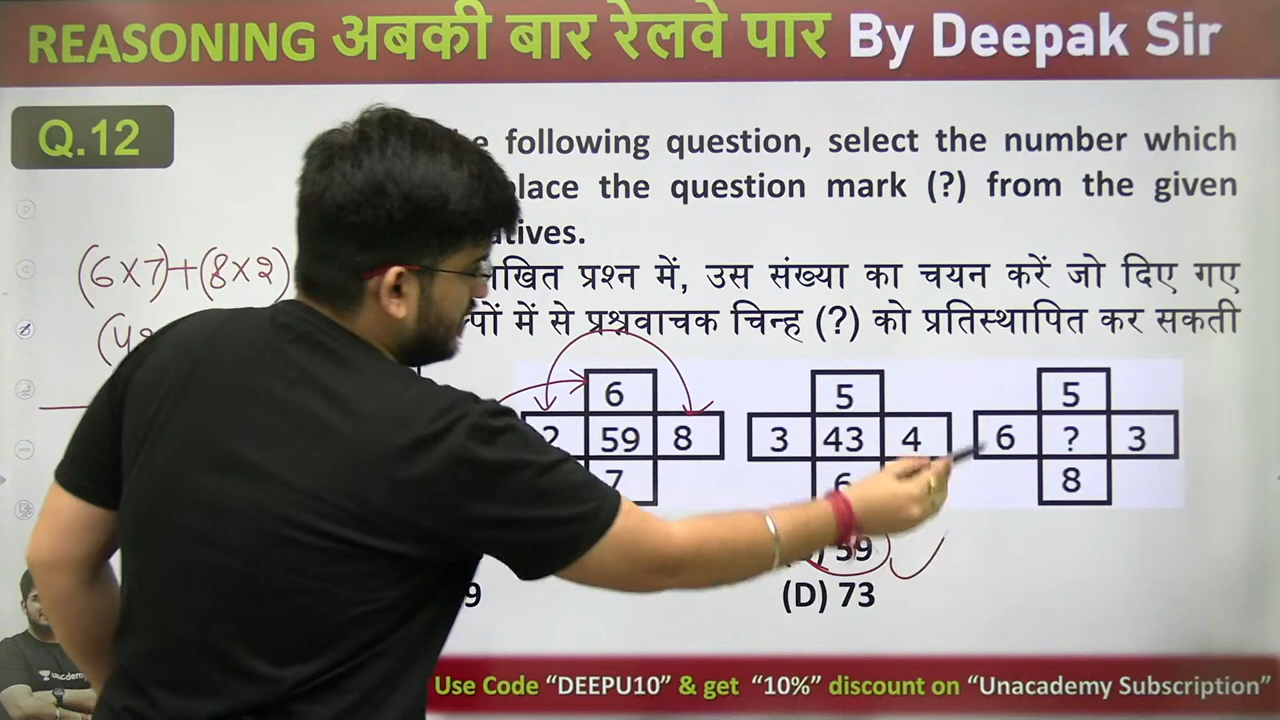 REASONING अबकी बार रेलवे पार By Deepak Sir
Q.12
following question, select the number which
the question mark (?) from the given
(6×7)+(8×2)
प्रश्न में, उस संख्या का चयन करें जो दिए गए
में से प्रश्नवाचक चिन्ह (?) को प्रतिस्थापित कर सकती
6 5 5
2 59 8 3 43 4 6 ? 3
7 6 8
59
(D) 73
Use Code “DEEPU10” & get “10%” discount on “Unacademy Subscription”